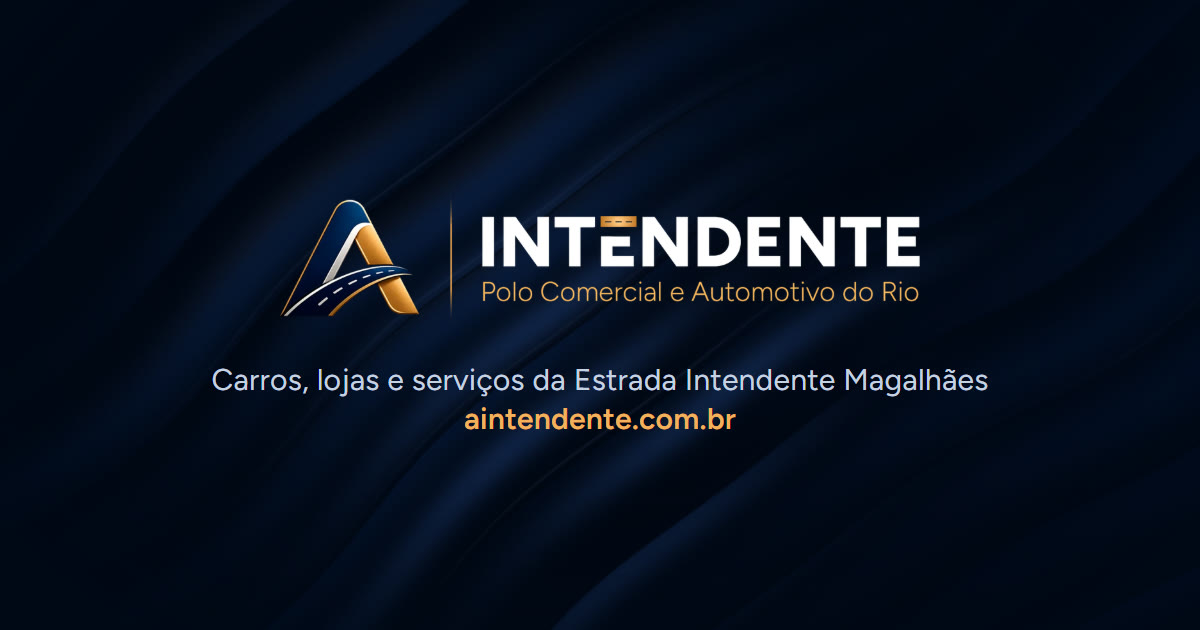 A INTENDENTE
Polo Comercial e Automotivo do Rio
Carros, lojas e serviços da Estrada Intendente Magalhães
aintendente.com.br